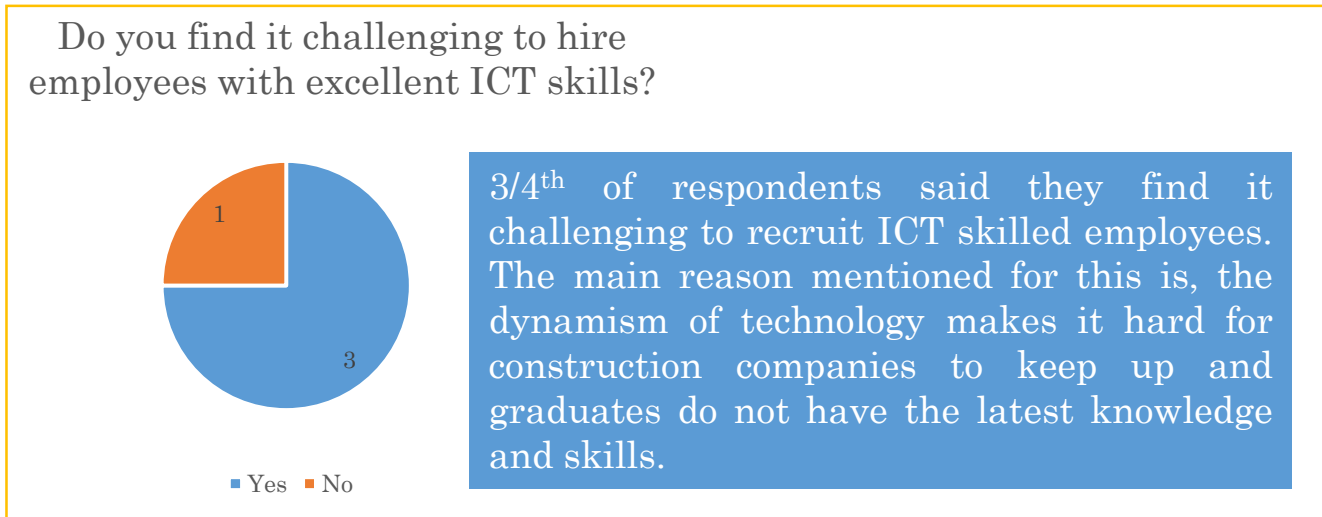 Do you find it challenging to hire
employees with excellent ICT skills?
1
3
Yes No
3/4th of respondents said they find it
challenging to recruit ICT skilled employees.
The main reason mentioned for this is, the
dynamism of technology makes it hard for
construction companies to keep up and
graduates do not have the latest knowledge
and skills.